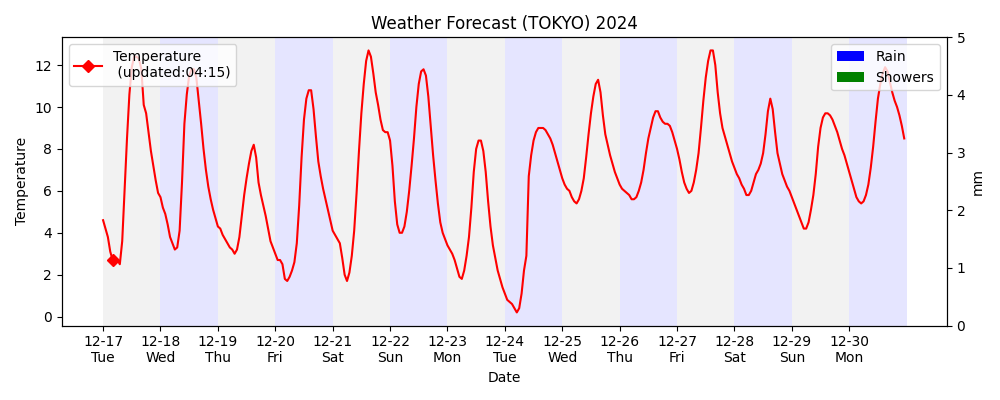 Weather Forecast (TOKYO) 2024
Temperature
(updated:04:15)
Rain
Showers
Temperature
12
10
8
6
4
2
0
mm
5
4
3
2
1
0
12-17 12-18 12-19 12-20 12-21 12-22 12-23 12-24 12-25 12-26 12-27 12-28 12-29 12-30
Tue Wed Thu Fri Sat Sun Mon Tue Wed Thu Fri Sat Sun Mon
Date